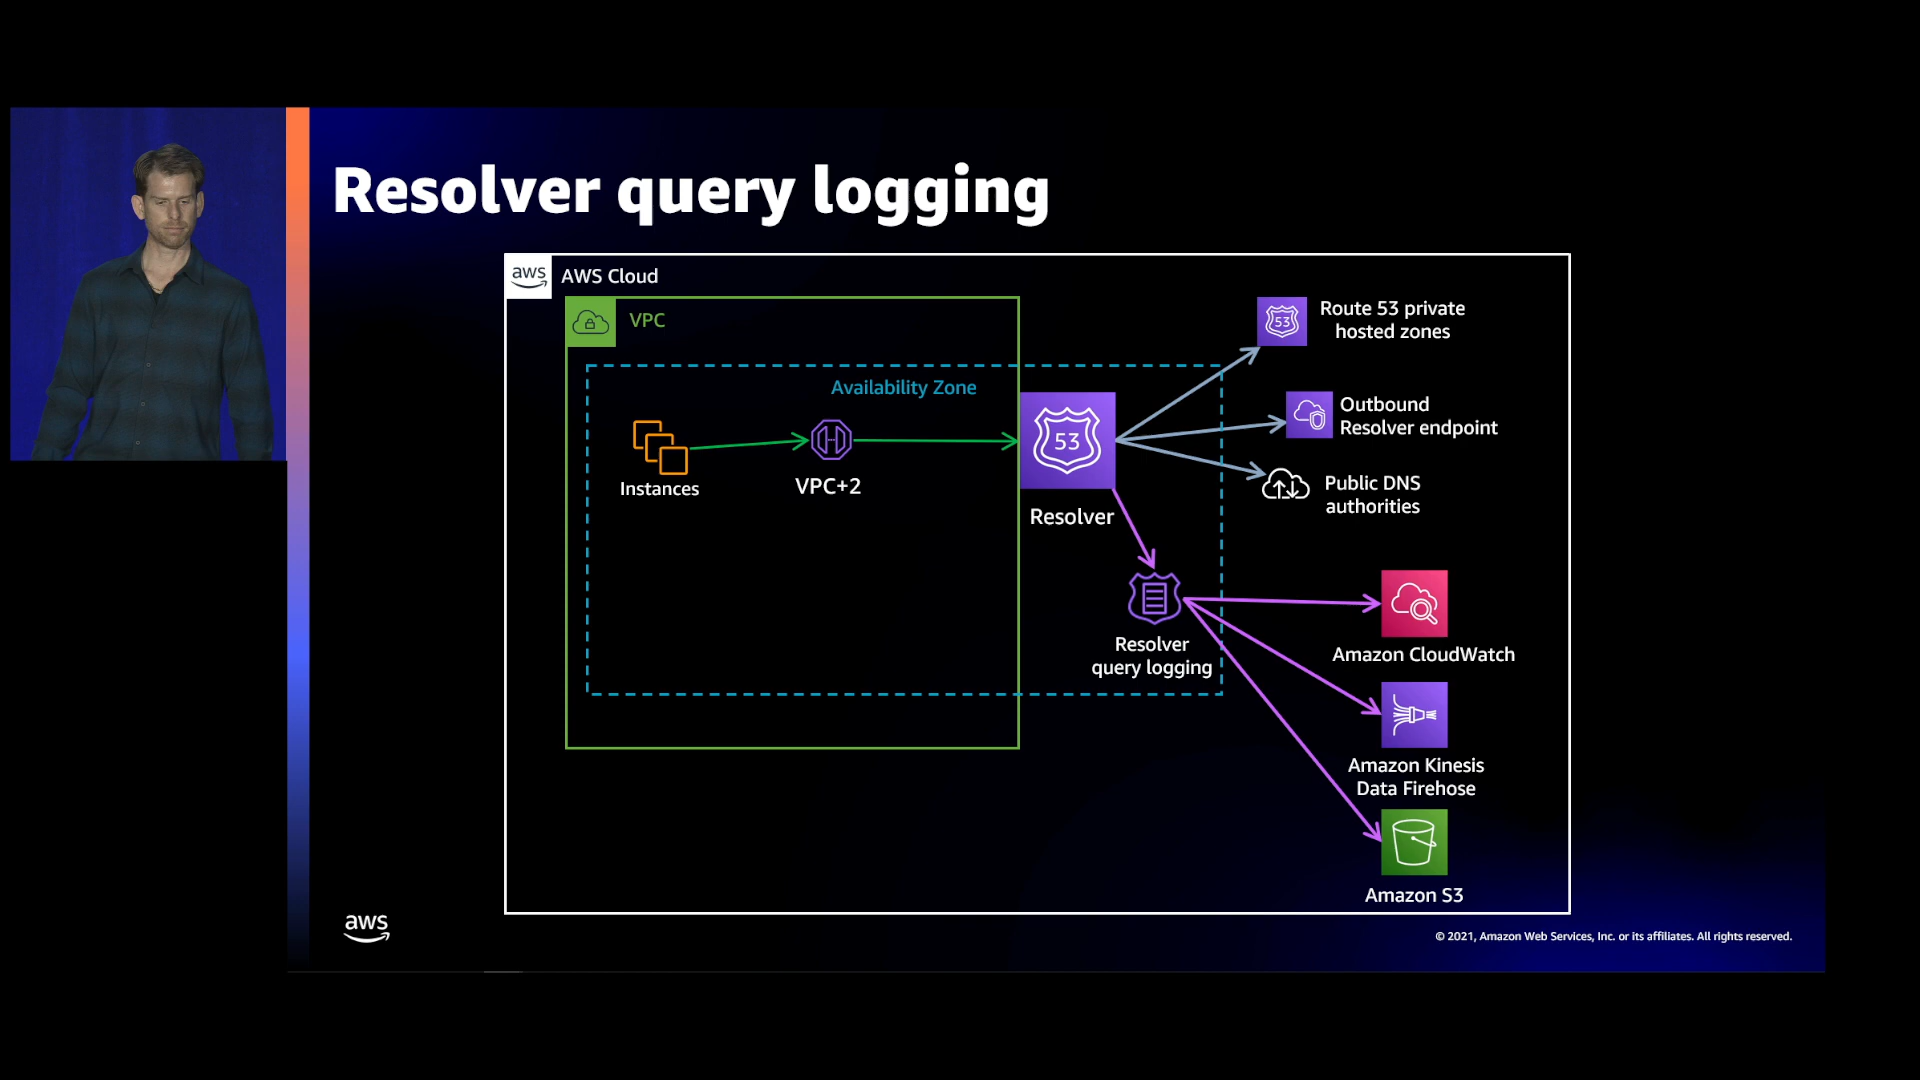 Resolver query logging
aws
AWS Cloud
VPC
Availability Zone
Instances
VPC+2
53
Resolver
53
Route 53 private
hosted zones
Outbound
Resolver endpoint
Public DNS
authorities
Resolver
query logging
Amazon CloudWatch
Amazon Kinesis
Data Firehose
Amazon S3
aws
© 2021, Amazon Web Services, Inc. or its affiliates. All rights reserved.